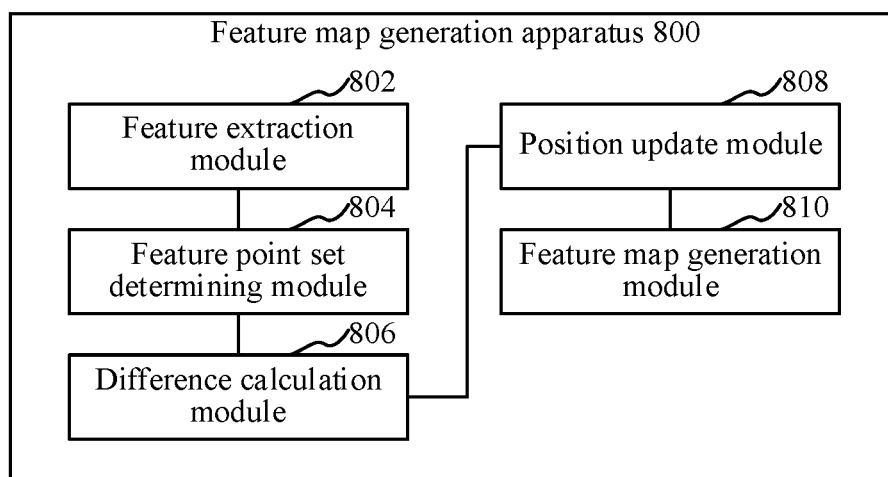 Feature map generation apparatus 800
802
Feature extraction
module
804
Feature point set
determining module
806
Difference calculation
module
808
Position update module
810
Feature map generation
module